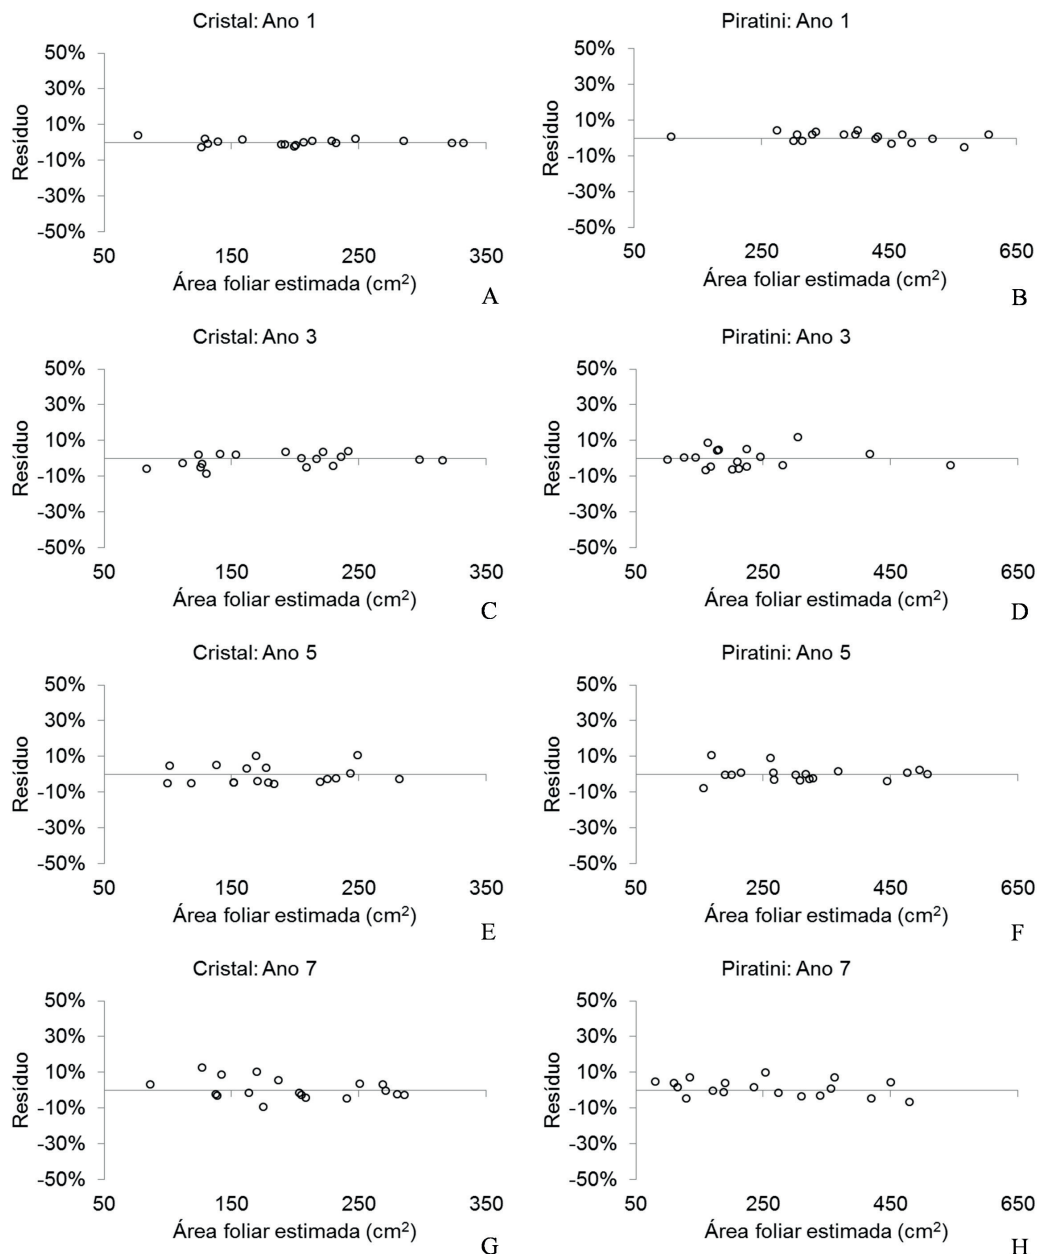 Cristal: Ano 1
50%
30%
10%
-10%
-30%
-50%
Resíduo
50 150 250 350
Área foliar estimada (cm²)
A
Piratini: Ano 1
50%
30%
10%
-10%
-30%
-50%
Resíduo
50 250 450 650
Área foliar estimada (cm²)
B
Cristal: Ano 3
50%
30%
10%
-10%
-30%
-50%
Resíduo
50 150 250 350
Área foliar estimada (cm²)
C
Piratini: Ano 3
50%
30%
10%
-10%
-30%
-50%
Resíduo
50 250 450 650
Área foliar estimada (cm²)
D
Cristal: Ano 5
50%
30%
10%
-10%
-30%
-50%
Resíduo
50 150 250 350
Área foliar estimada (cm²)
E
Piratini: Ano 5
50%
30%
10%
-10%
-30%
-50%
Resíduo
50 250 450 650
Área foliar estimada (cm²)
F
Cristal: Ano 7
50%
30%
10%
-10%
-30%
-50%
Resíduo
50 150 250 350
Área foliar estimada (cm²)
G
Piratini: Ano 7
50%
30%
10%
-10%
-30%
-50%
Resíduo
50 250 450 650
Área foliar estimada (cm²)
H